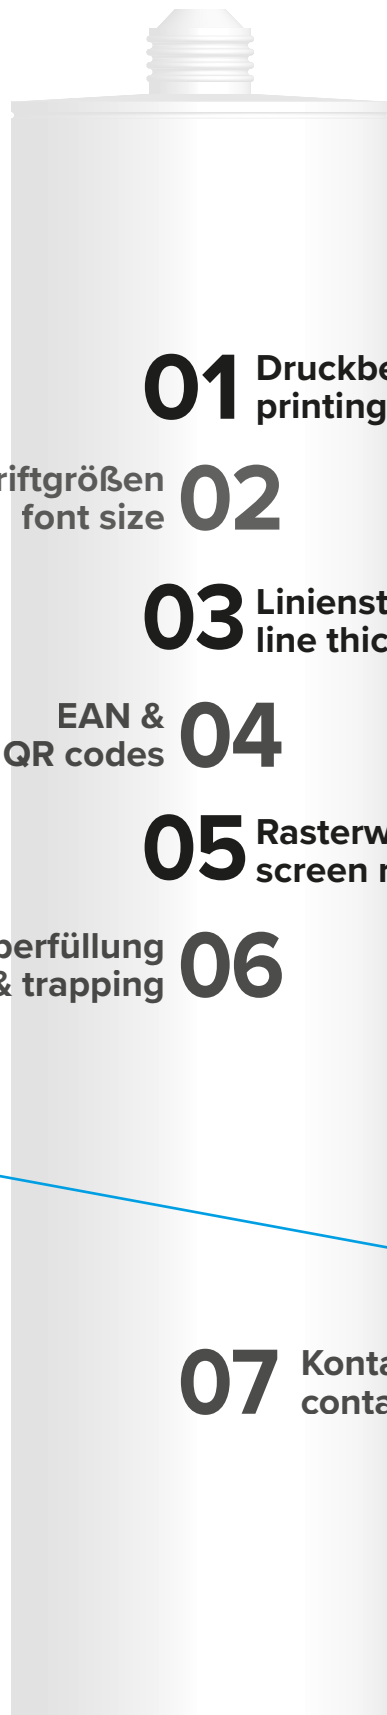 01 Druckbe
printing
riftgrößen 02
font size
03 Linienst
line thic
EAN & 04
QR codes
05 Rasterw
screen r
berfüllung 06
& trapping
07 Konta
conta